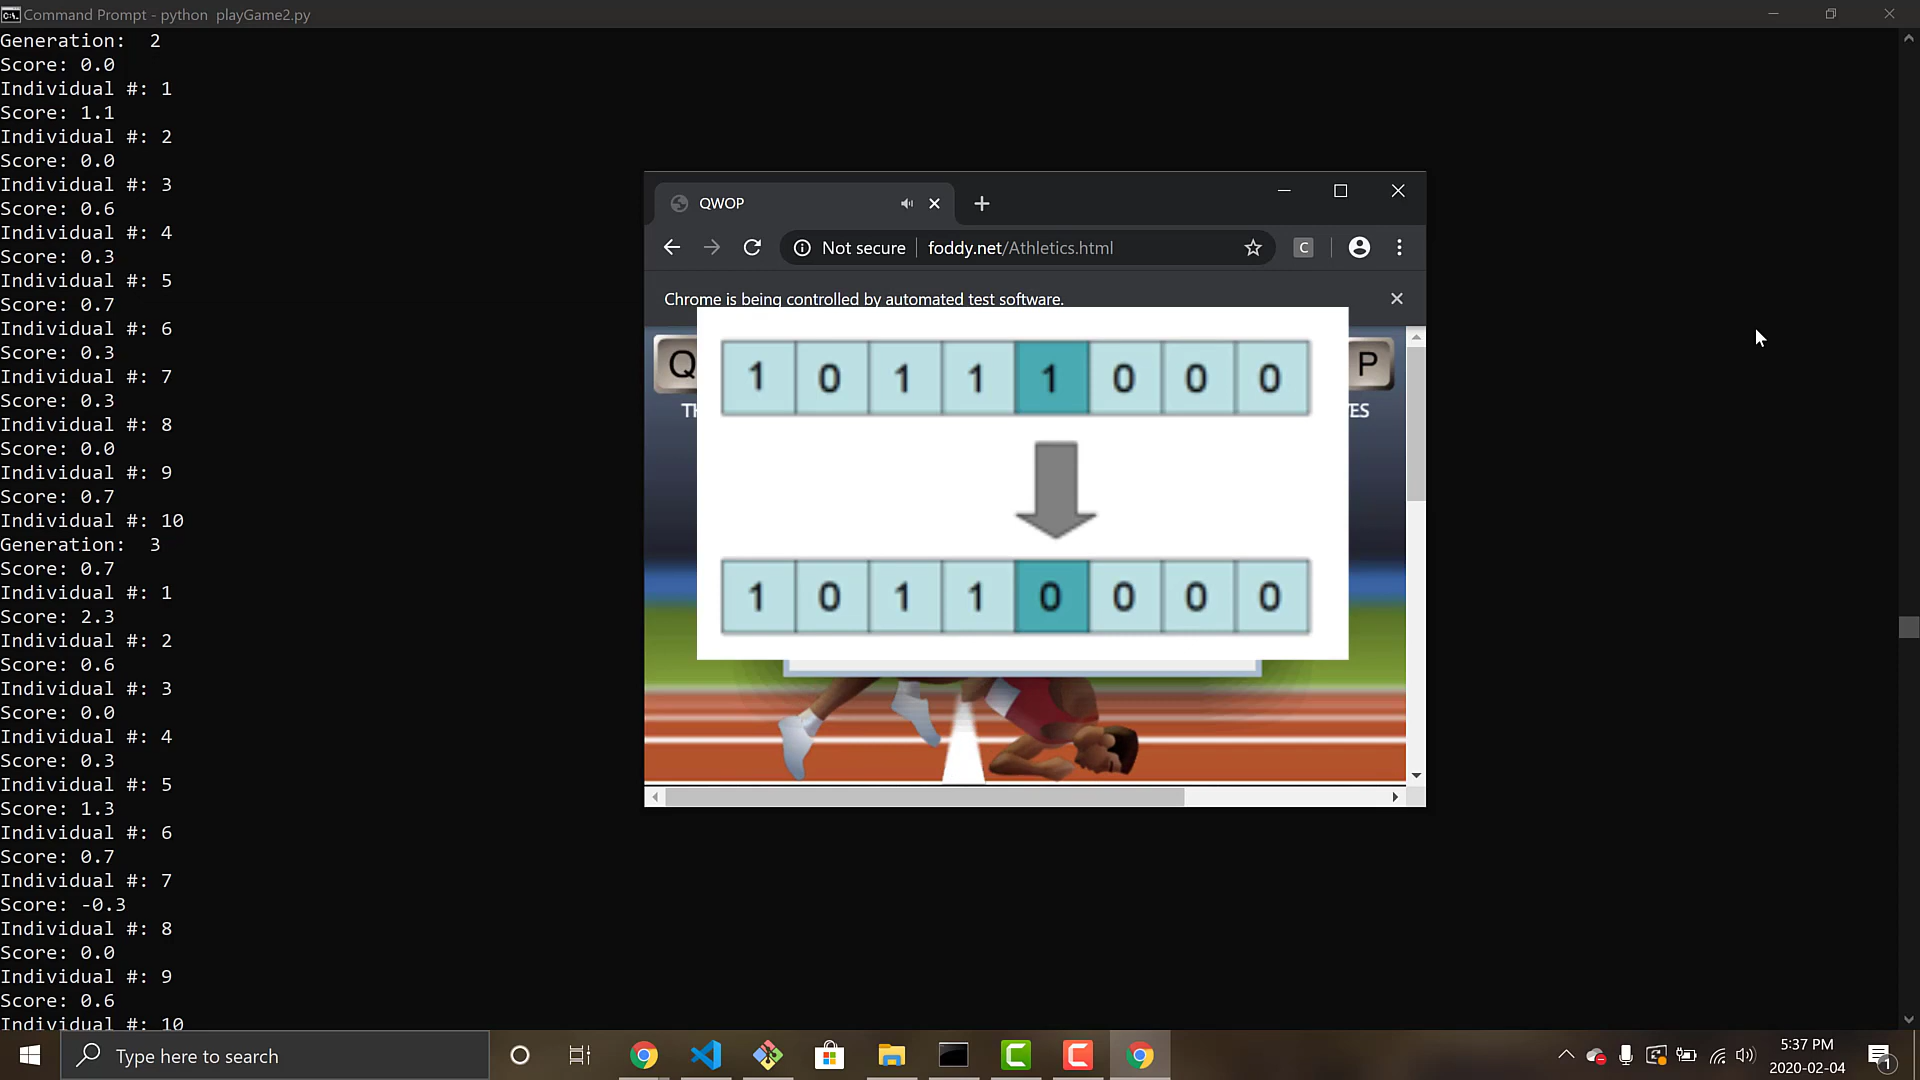 Command Prompt - python  playGame2.py
Generation:  2
Score: 0.0
Individual #: 1
Score: 1.1
Individual #: 2
Score: 0.0
Individual #: 3
Score: 0.6
Individual #: 4
Score: 0.3
Individual #: 5
Score: 0.7
Individual #: 6
Score: 0.3
Individual #: 7
Score: 0.3
Individual #: 8
Score: 0.0
Individual #: 9
Score: 0.7
Individual #: 10
Generation:  3
Score: 0.7
Individual #: 1
Score: 2.3
Individual #: 2
Score: 0.6
Individual #: 3
Score: 0.0
Individual #: 4
Score: 0.3
Individual #: 5
Score: 1.3
Individual #: 6
Score: 0.7
Individual #: 7
Score: -0.3
Individual #: 8
Score: 0.0
Individual #: 9
Score: 0.6
Individual #: 10
QWOP
Not secure foddy.net/Athletics.html
C
Chrome is being controlled by automated test software.
Q P
1 0 1 1 1 0 0 0
1 0 1 1 0 0 0 0
Type here to search
5:37 PM
2020-02-04
1